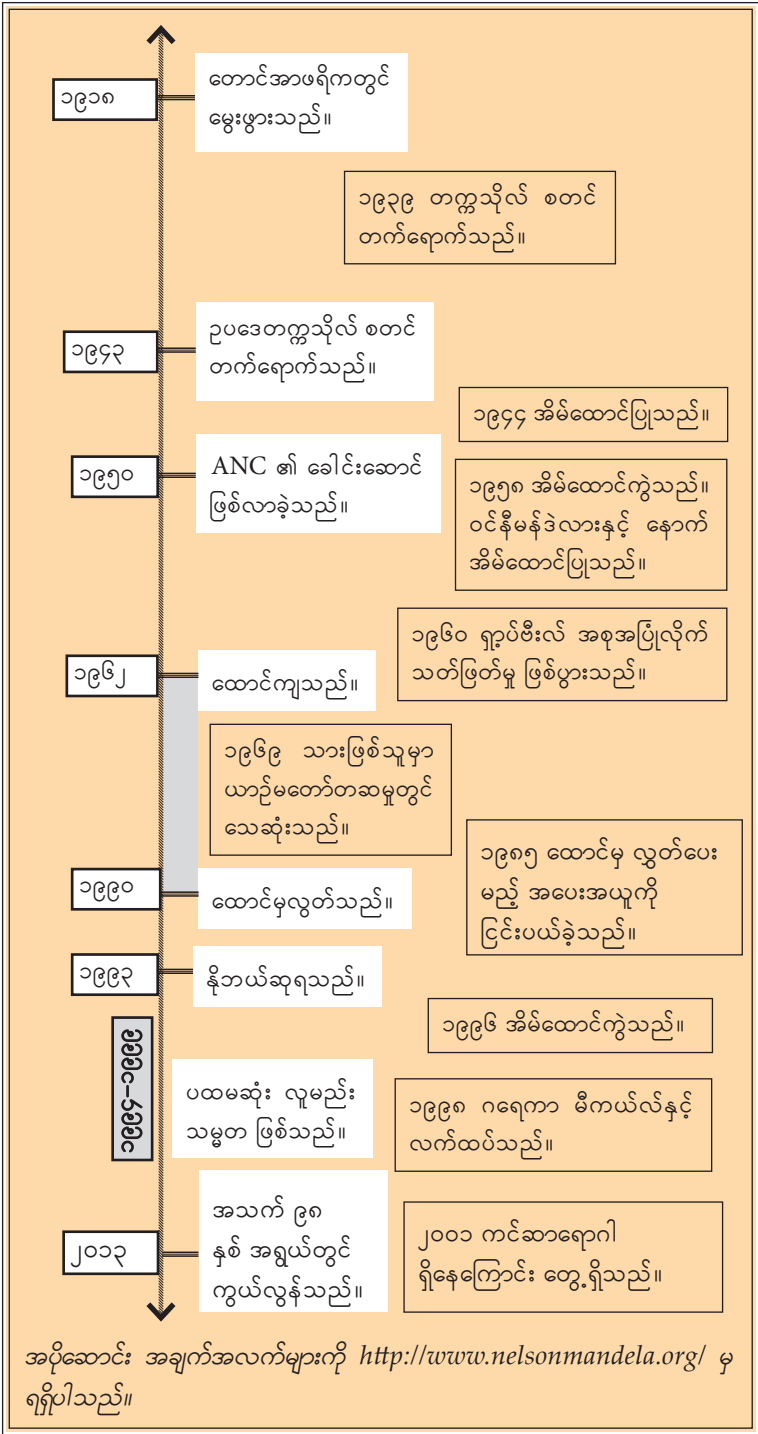 ၁၉၁၈
တောင်အာဖရိကတွင်
မွေးဖွားသည်။
၁၉၃၉ တက္ကသိုလ် စတင်
တက်ရောက်သည်။
၁၉၄၃
ဥပဒေတက္ကသိုလ် စတင်
တက်ရောက်သည်။
၁၉၄၄ အိမ်ထောင်ပြုသည်။
၁၉၅၀
ANC ၏ ခေါင်းဆောင်
ဖြစ်လာခဲ့သည်။
၁၉၅၈ အိမ်ထောင်ကွဲသည်။
ဝင်နီမန်ဒဲလားနှင့် နောက်
အိမ်ထောင်ပြုသည်။
၁၉၆၀ ရှာ့ပ်ဗီးလ် အစုအပြုံလိုက်
သတ်ဖြတ်မှု ဖြစ်ပွားသည်။
၁၉၆၂
ထောင်ကျသည်။
၁၉၆၉ သားဖြစ်သူမှာ
ယာဉ်မတော်တဆမှုတွင်
သေဆုံးသည်။
၁၉၈၅ ထောင်မှ လွှတ်ပေး
မည့် အပေးအယူကို
ငြင်းပယ်ခဲ့သည်။
၁၉၉၀
ထောင်မှလွတ်သည်။
၁၉၉၃
နိုဘယ်ဆုရသည်။
၁၉၉၆ အိမ်ထောင်ကွဲသည်။
၁၉၉၄-၁၉၉၉
ပထမဆုံး လူမည်း
သမ္မတ ဖြစ်သည်။
၁၉၉၈ ဂရေကာ မီကယ်လ်နှင့်
လက်ထပ်သည်။
၂၀၁၃
အသက် ၉၈
နှစ် အရွယ်တွင်
ကွယ်လွန်သည်။
၂၀၀၁ ကင်ဆာရောဂါ
ရှိနေကြောင်း တွေ့ရှိသည်။
အပိုဆောင်း အချက်အလက်များကို http://www.nelsonmandela.org/ မှ
ရရှိပါသည်။